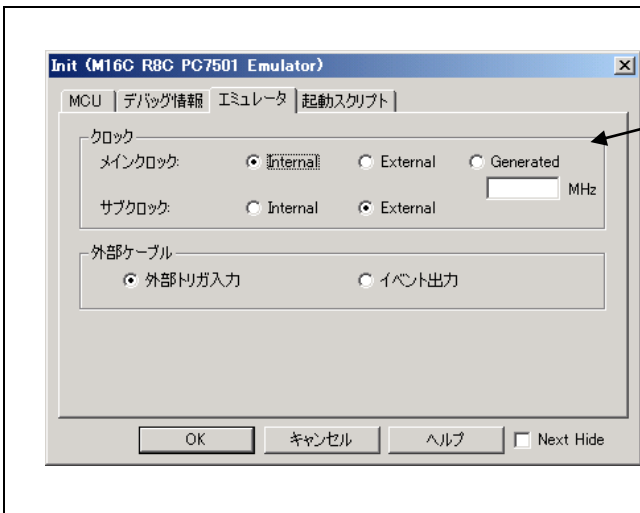 Init (M16C R8C PC7501 Emulator)
MCU デバッグ情報 エミュレータ 起動スクリプト
クロック
メインクロック: Internal External Generated
MHz
サブクロック: Internal External
外部ケーブル
外部トリガ入力 イベント出力
OK キャンセル ヘルプ Next Hide